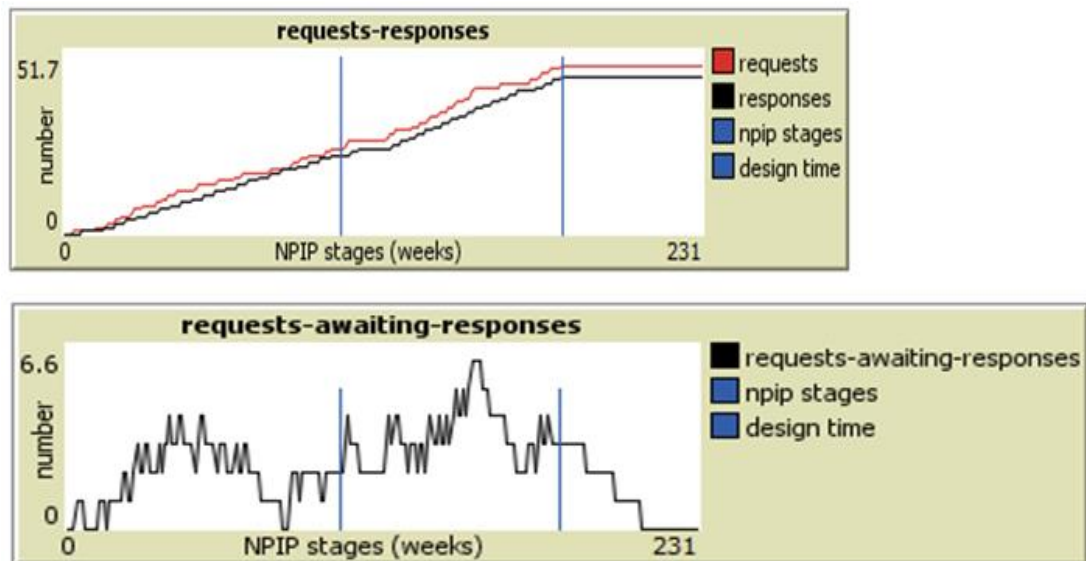 requests-responses
51.7
number
0
0
NPIP stages (weeks)
231
requests
responses
npip stages
design time
requests-awaiting-responses
6.6
number
0
0
NPIP stages (weeks)
231
requests-awaiting-responses
npip stages
design time